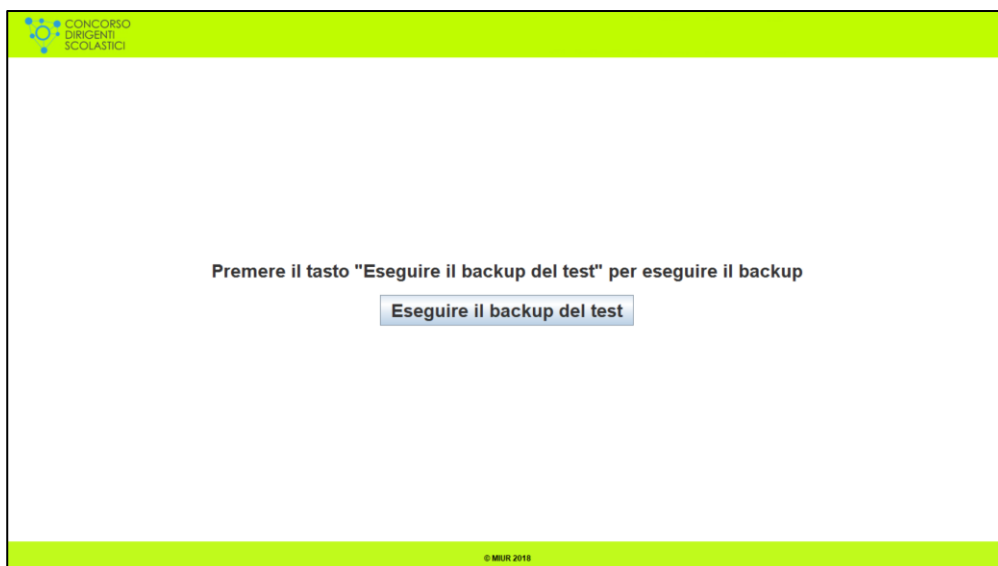 CONCORSO
DIRIGENTI
SCOLASTICI
Premere il tasto "Eseguire il backup del test" per eseguire il backup
Eseguire il backup del test
© MIUR 2018